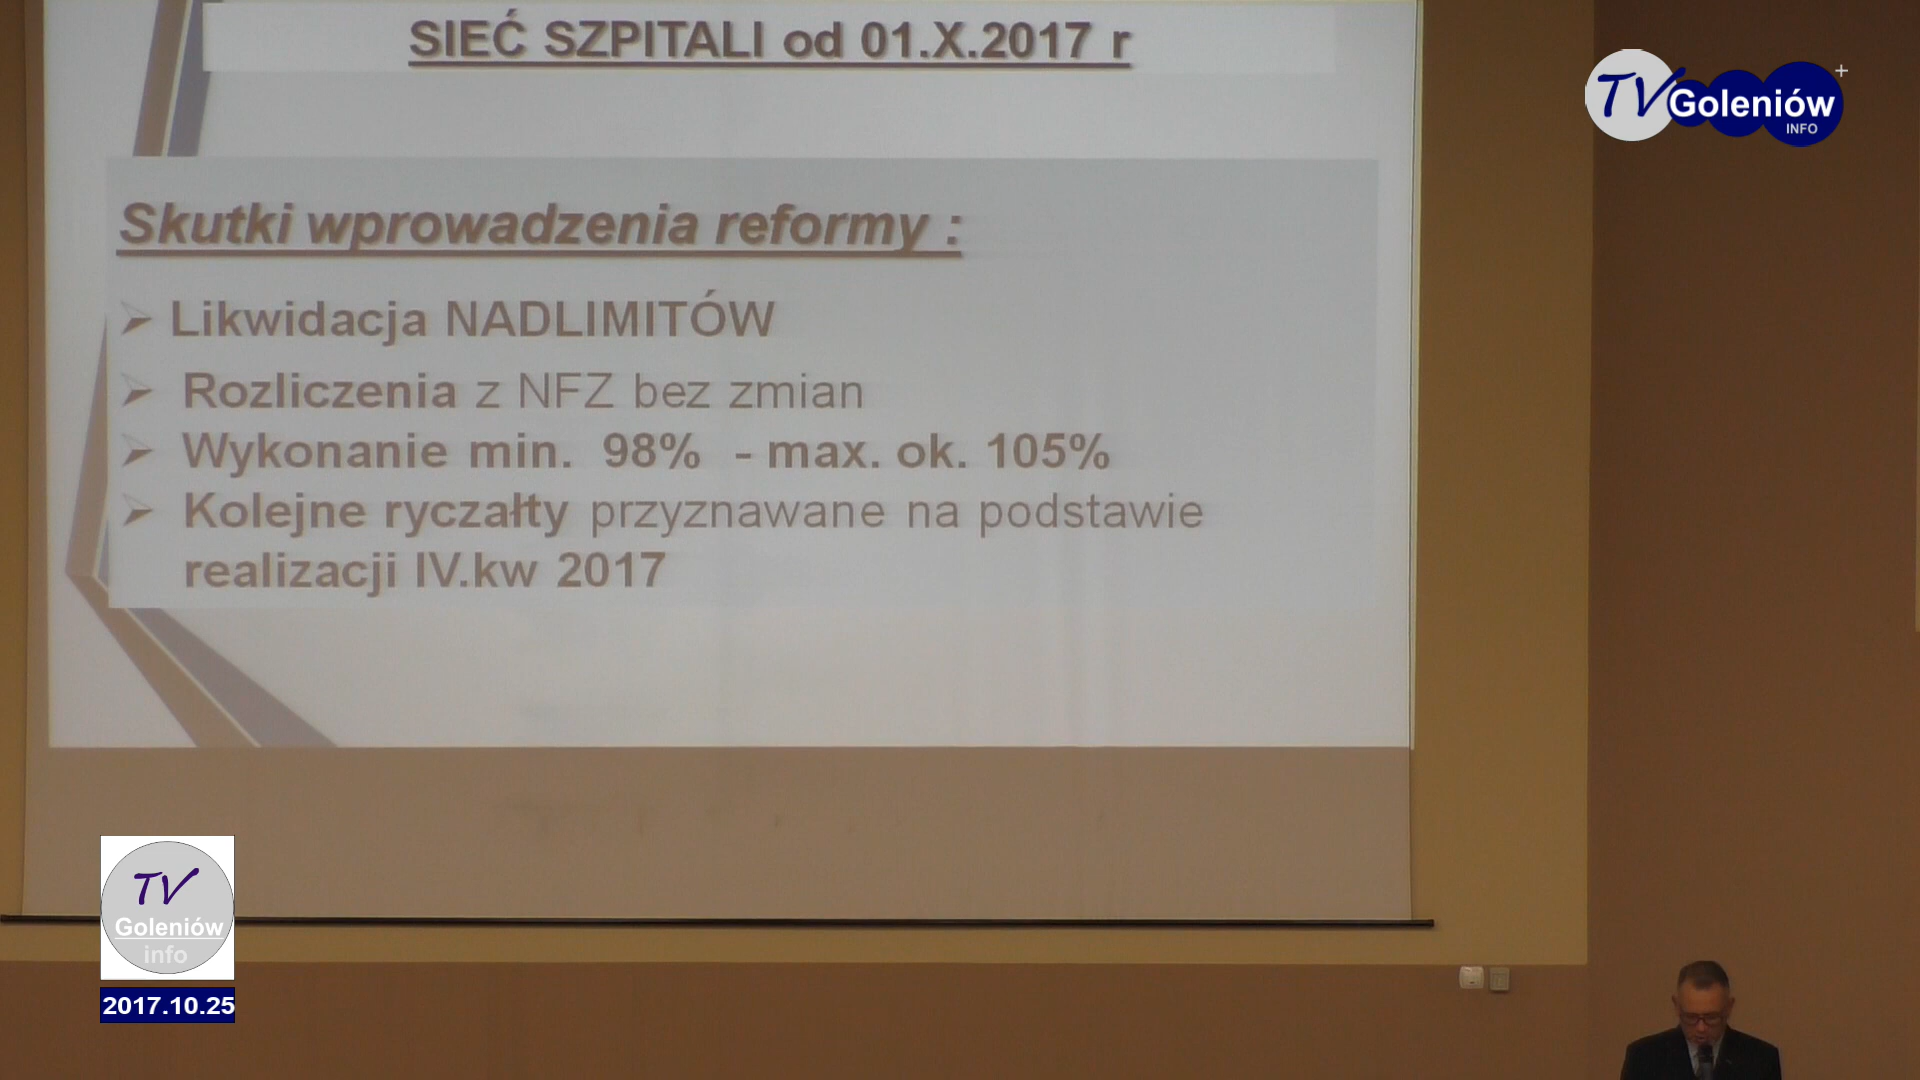 SIEĆ SZPITALI od 01.X.2017 r
TV Goleniów +
INFO
Skutki wprowadzenia reformy :
➢ Likwidacja NADLIMITÓW
➢ Rozliczenia z NFZ bez zmian
➢ Wykonanie min. 98% - max. ok. 105%
➢ Kolejne ryczałty przyznawane na podstawie
realizacji IV.kw 2017
TV
Goleniów
info
2017.10.25